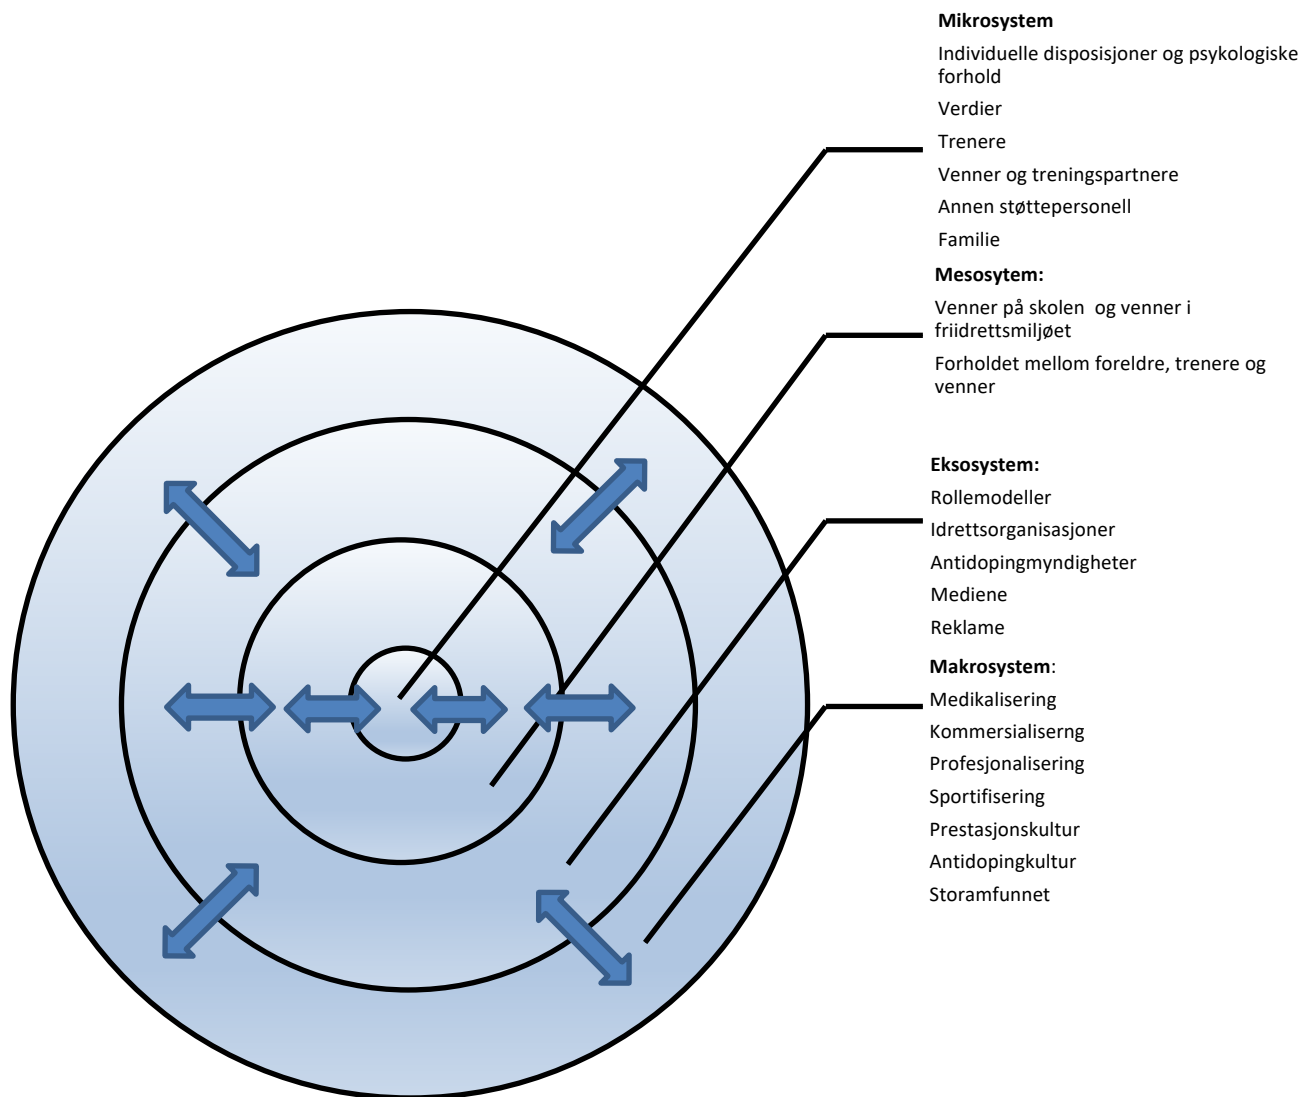 Mikrosystem
Individuelle disposisjoner og psykologiske
forhold
Verdier
Trenere
Venner og treningspartnere
Annen støttepersonell
Familie
Mesosytem:
Venner på skolen  og venner i
friidrettsmiljøet
Forholdet mellom foreldre, trenere og
venner
Eksosystem:
Rollemodeller
Idrettsorganisasjoner
Antidopingmyndigheter
Mediene
Reklame
Makrosystem:
Medikalisering
Kommersialiserng
Profesjonalisering
Sportifisering
Prestasjonskultur
Antidopingkultur
Storamfunnet